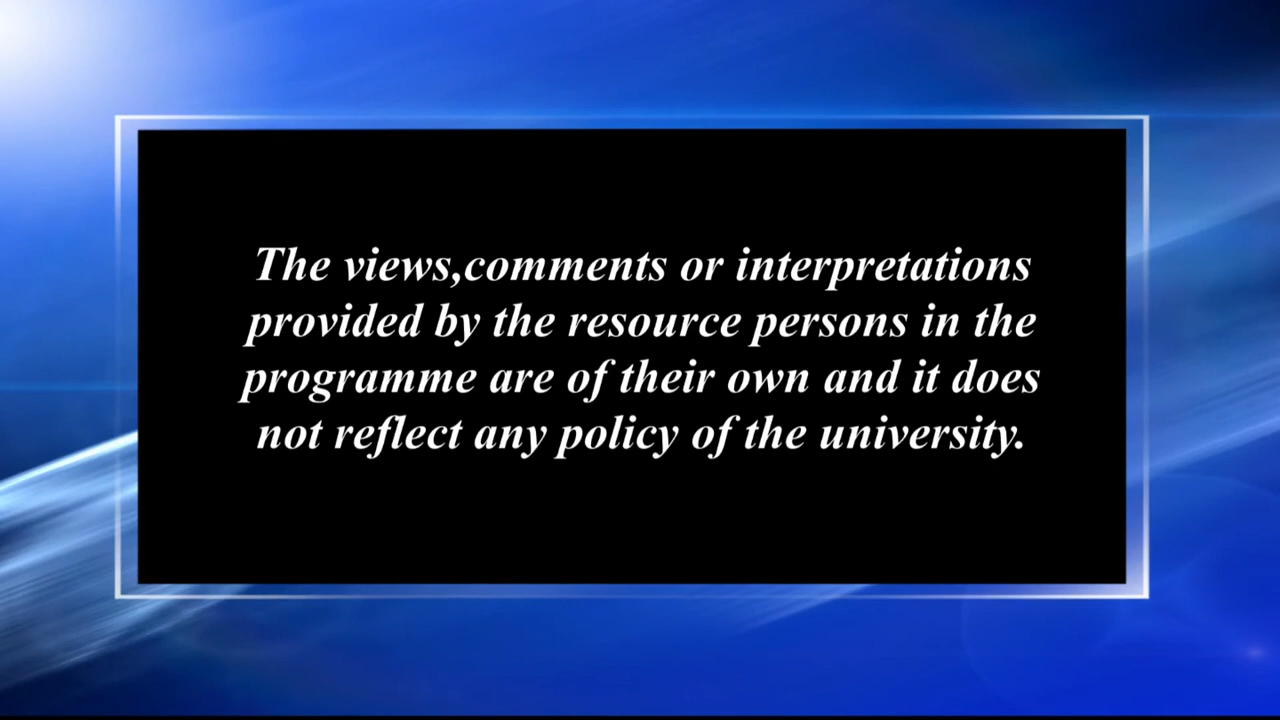 The views,comments or interpretations
provided by the resource persons in the
programme are of their own and it does
not reflect any policy of the university.